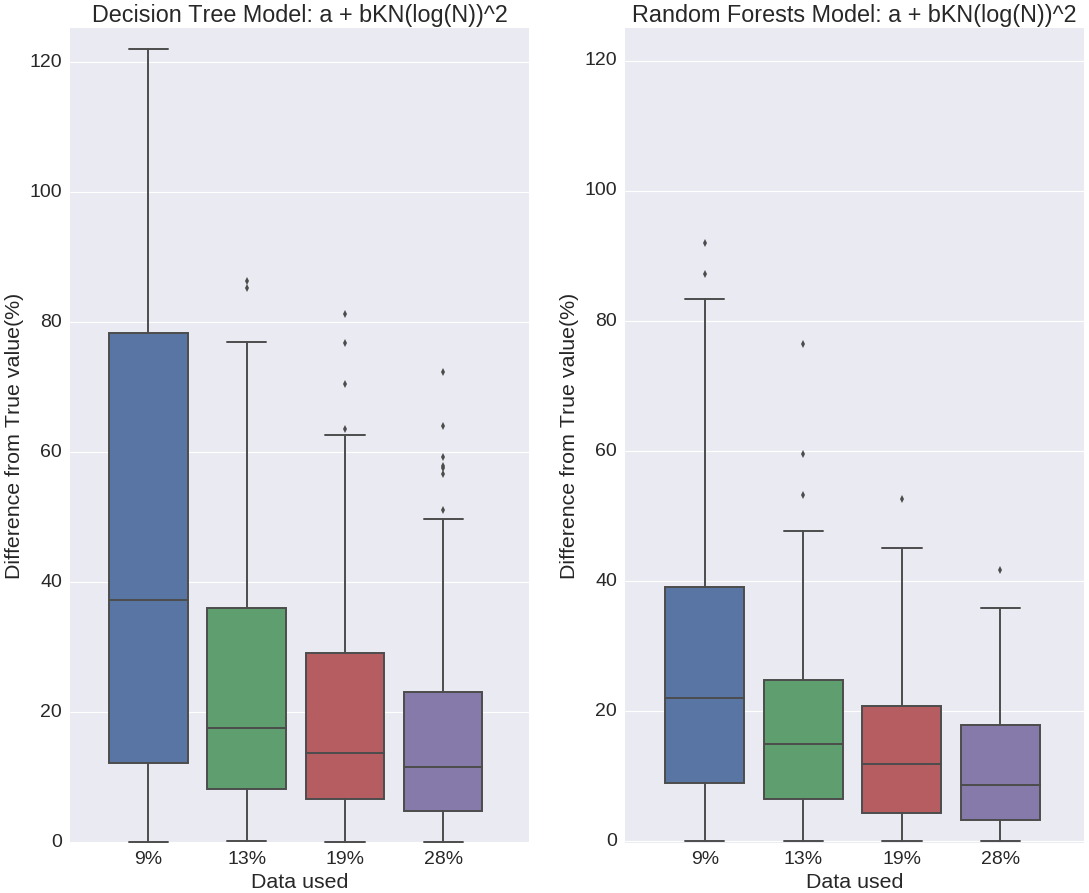 Decision Tree Model: a + bKN(log(N))^2
Difference from True value(%)
120
100
80
60
40
20
0
9% 13% 19% 28%
Data used
Random Forests Model: a + bKN(log(N))^2
Difference from True value(%)
120
100
80
60
40
20
0
9% 13% 19% 28%
Data used